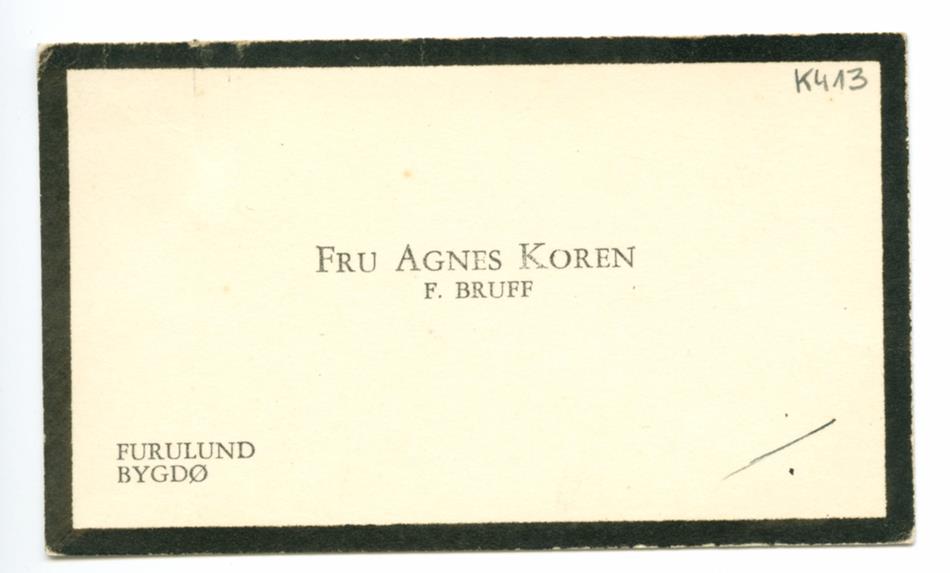 K413
FRU AGNES KOREN
F. BRUFF
FURULUND
BYGDØ